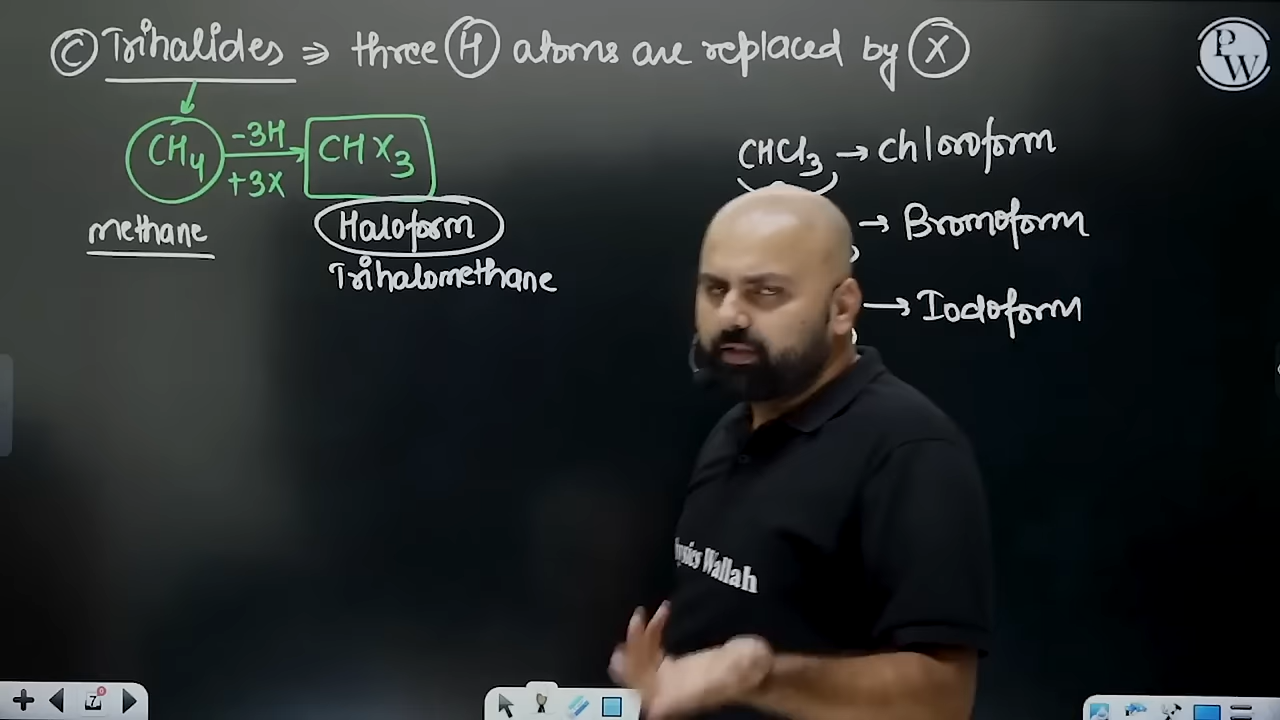 Ⓒ Trihalides ⇒ three Ⓗ atoms are replaced by Ⓧ
PW
CH₄ -3H +3X → CHX₃
methane
Haloform
Trihalomethane
CHCl₃ → Chloroform
→ Bromoform
→ Iodoform
Wallah
7